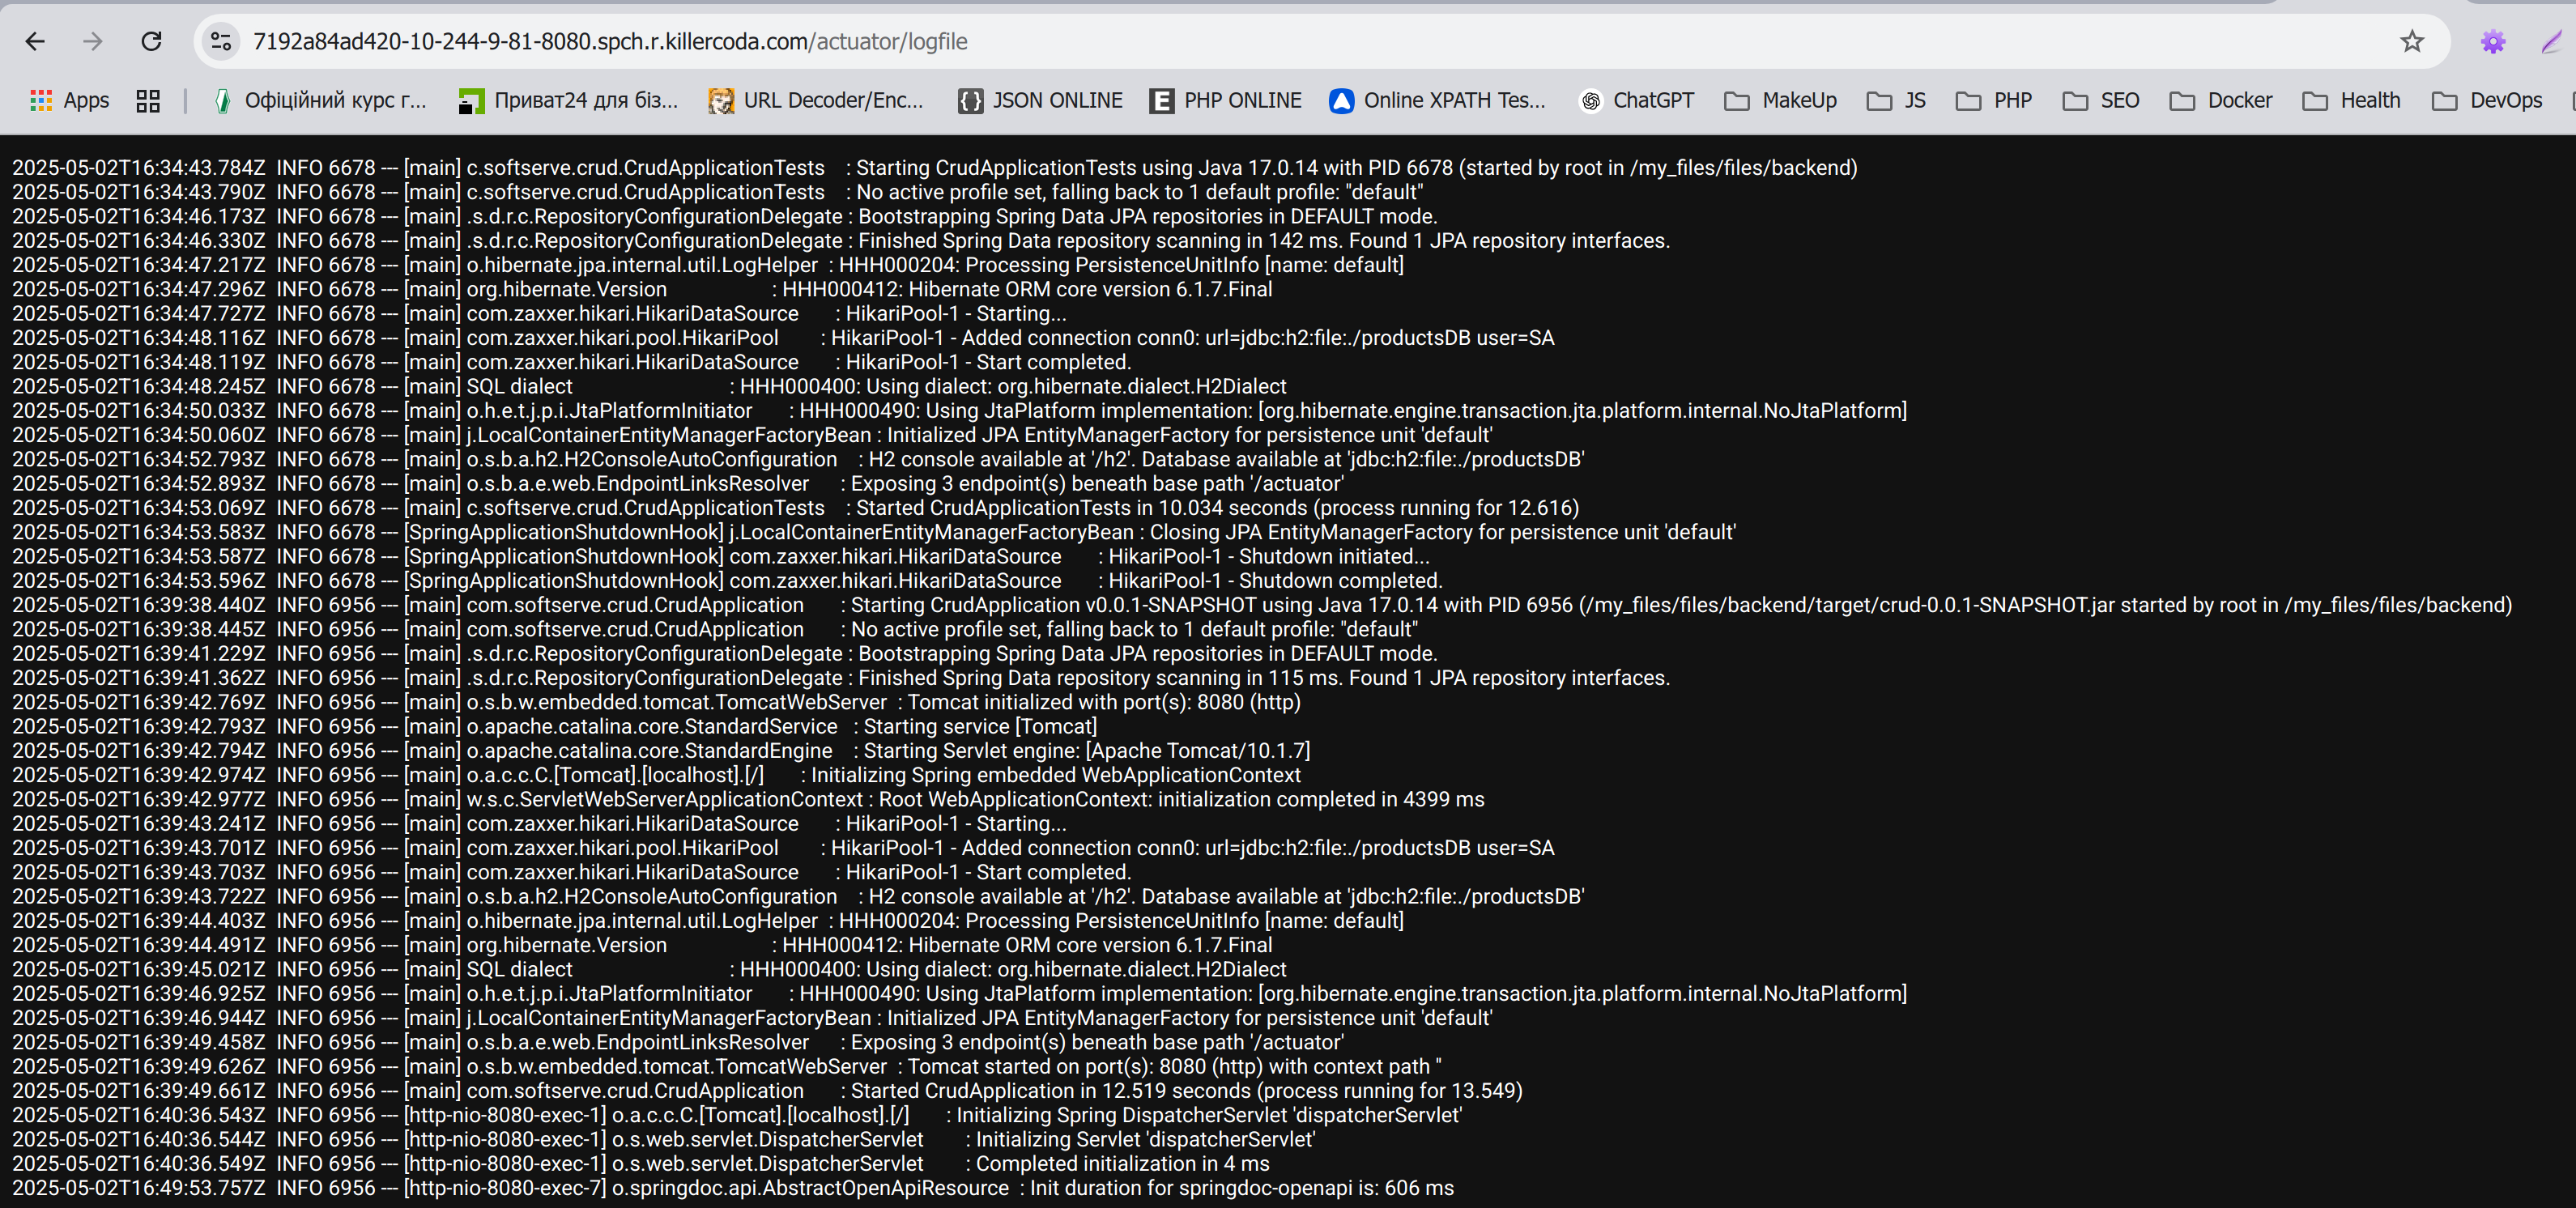 7192a84ad420-10-244-9-81-8080.spch.r.killercoda.com/actuator/logfile
Apps Офіційний курс г... Приват24 для біз... URL Decoder/Enc... JSON ONLINE PHP ONLINE Online XPATH Tes... ChatGPT MakeUp JS PHP SEO Docker Health DevOps
2025-05-02T16:34:43.784Z INFO 6678 --- [main] c.softserve.crud.CrudApplicationTests : Starting CrudApplicationTests using Java 17.0.14 with PID 6678 (started by root in /my_files/files/backend)
2025-05-02T16:34:43.790Z INFO 6678 --- [main] c.softserve.crud.CrudApplicationTests : No active profile set, falling back to 1 default profile: "default"
2025-05-02T16:34:46.173Z INFO 6678 --- [main] .s.d.r.c.RepositoryConfigurationDelegate : Bootstrapping Spring Data JPA repositories in DEFAULT mode.
2025-05-02T16:34:46.330Z INFO 6678 --- [main] .s.d.r.c.RepositoryConfigurationDelegate : Finished Spring Data repository scanning in 142 ms. Found 1 JPA repository interfaces.
2025-05-02T16:34:47.217Z INFO 6678 --- [main] o.hibernate.jpa.internal.util.LogHelper : HHH000204: Processing PersistenceUnitInfo [name: default]
2025-05-02T16:34:47.296Z INFO 6678 --- [main] org.hibernate.Version : HHH000412: Hibernate ORM core version 6.1.7.Final
2025-05-02T16:34:47.727Z INFO 6678 --- [main] com.zaxxer.hikari.HikariDataSource : HikariPool-1 - Starting...
2025-05-02T16:34:48.116Z INFO 6678 --- [main] com.zaxxer.hikari.pool.HikariPool : HikariPool-1 - Added connection conn0: url=jdbc:h2:file:./productsDB user=SA
2025-05-02T16:34:48.119Z INFO 6678 --- [main] com.zaxxer.hikari.HikariDataSource : HikariPool-1 - Start completed.
2025-05-02T16:34:48.245Z INFO 6678 --- [main] SQL dialect : HHH000400: Using dialect: org.hibernate.dialect.H2Dialect
2025-05-02T16:34:50.033Z INFO 6678 --- [main] o.h.e.t.j.p.i.JtaPlatformInitiator : HHH000490: Using JtaPlatform implementation: [org.hibernate.engine.transaction.jta.platform.internal.NoJtaPlatform]
2025-05-02T16:34:50.060Z INFO 6678 --- [main] j.LocalContainerEntityManagerFactoryBean : Initialized JPA EntityManagerFactory for persistence unit 'default'
2025-05-02T16:34:52.793Z INFO 6678 --- [main] o.s.b.a.h2.H2ConsoleAutoConfiguration : H2 console available at '/h2'. Database available at 'jdbc:h2:file:./productsDB'
2025-05-02T16:34:52.893Z INFO 6678 --- [main] o.s.b.a.e.web.EndpointLinksResolver : Exposing 3 endpoint(s) beneath base path '/actuator'
2025-05-02T16:34:53.069Z INFO 6678 --- [main] c.softserve.crud.CrudApplicationTests : Started CrudApplicationTests in 10.034 seconds (process running for 12.616)
2025-05-02T16:34:53.583Z INFO 6678 --- [SpringApplicationShutdownHook] j.LocalContainerEntityManagerFactoryBean : Closing JPA EntityManagerFactory for persistence unit 'default'
2025-05-02T16:34:53.587Z INFO 6678 --- [SpringApplicationShutdownHook] com.zaxxer.hikari.HikariDataSource : HikariPool-1 - Shutdown initiated...
2025-05-02T16:34:53.596Z INFO 6678 --- [SpringApplicationShutdownHook] com.zaxxer.hikari.HikariDataSource : HikariPool-1 - Shutdown completed.
2025-05-02T16:39:38.440Z INFO 6956 --- [main] com.softserve.crud.CrudApplication : Starting CrudApplication v0.0.1-SNAPSHOT using Java 17.0.14 with PID 6956 (/my_files/files/backend/target/crud-0.0.1-SNAPSHOT.jar started by root in /my_files/files/backend)
2025-05-02T16:39:38.445Z INFO 6956 --- [main] com.softserve.crud.CrudApplication : No active profile set, falling back to 1 default profile: "default"
2025-05-02T16:39:41.229Z INFO 6956 --- [main] .s.d.r.c.RepositoryConfigurationDelegate : Bootstrapping Spring Data JPA repositories in DEFAULT mode.
2025-05-02T16:39:41.362Z INFO 6956 --- [main] .s.d.r.c.RepositoryConfigurationDelegate : Finished Spring Data repository scanning in 115 ms. Found 1 JPA repository interfaces.
2025-05-02T16:39:42.769Z INFO 6956 --- [main] o.s.b.w.embedded.tomcat.TomcatWebServer : Tomcat initialized with port(s): 8080 (http)
2025-05-02T16:39:42.793Z INFO 6956 --- [main] o.apache.catalina.core.StandardService : Starting service [Tomcat]
2025-05-02T16:39:42.794Z INFO 6956 --- [main] o.apache.catalina.core.StandardEngine : Starting Servlet engine: [Apache Tomcat/10.1.7]
2025-05-02T16:39:42.974Z INFO 6956 --- [main] o.a.c.c.C.[Tomcat].[localhost].[/] : Initializing Spring embedded WebApplicationContext
2025-05-02T16:39:42.977Z INFO 6956 --- [main] w.s.c.ServletWebServerApplicationContext : Root WebApplicationContext: initialization completed in 4399 ms
2025-05-02T16:39:43.241Z INFO 6956 --- [main] com.zaxxer.hikari.HikariDataSource : HikariPool-1 - Starting...
2025-05-02T16:39:43.701Z INFO 6956 --- [main] com.zaxxer.hikari.pool.HikariPool : HikariPool-1 - Added connection conn0: url=jdbc:h2:file:./productsDB user=SA
2025-05-02T16:39:43.703Z INFO 6956 --- [main] com.zaxxer.hikari.HikariDataSource : HikariPool-1 - Start completed.
2025-05-02T16:39:43.722Z INFO 6956 --- [main] o.s.b.a.h2.H2ConsoleAutoConfiguration : H2 console available at '/h2'. Database available at 'jdbc:h2:file:./productsDB'
2025-05-02T16:39:44.403Z INFO 6956 --- [main] o.hibernate.jpa.internal.util.LogHelper : HHH000204: Processing PersistenceUnitInfo [name: default]
2025-05-02T16:39:44.491Z INFO 6956 --- [main] org.hibernate.Version : HHH000412: Hibernate ORM core version 6.1.7.Final
2025-05-02T16:39:45.021Z INFO 6956 --- [main] SQL dialect : HHH000400: Using dialect: org.hibernate.dialect.H2Dialect
2025-05-02T16:39:46.925Z INFO 6956 --- [main] o.h.e.t.j.p.i.JtaPlatformInitiator : HHH000490: Using JtaPlatform implementation: [org.hibernate.engine.transaction.jta.platform.internal.NoJtaPlatform]
2025-05-02T16:39:46.944Z INFO 6956 --- [main] j.LocalContainerEntityManagerFactoryBean : Initialized JPA EntityManagerFactory for persistence unit 'default'
2025-05-02T16:39:49.458Z INFO 6956 --- [main] o.s.b.a.e.web.EndpointLinksResolver : Exposing 3 endpoint(s) beneath base path '/actuator'
2025-05-02T16:39:49.626Z INFO 6956 --- [main] o.s.b.w.embedded.tomcat.TomcatWebServer : Tomcat started on port(s): 8080 (http) with context path ''
2025-05-02T16:39:49.661Z INFO 6956 --- [main] com.softserve.crud.CrudApplication : Started CrudApplication in 12.519 seconds (process running for 13.549)
2025-05-02T16:40:36.543Z INFO 6956 --- [http-nio-8080-exec-1] o.a.c.c.C.[Tomcat].[localhost].[/] : Initializing Spring DispatcherServlet 'dispatcherServlet'
2025-05-02T16:40:36.544Z INFO 6956 --- [http-nio-8080-exec-1] o.s.web.servlet.DispatcherServlet : Initializing Servlet 'dispatcherServlet'
2025-05-02T16:40:36.549Z INFO 6956 --- [http-nio-8080-exec-1] o.s.web.servlet.DispatcherServlet : Completed initialization in 4 ms
2025-05-02T16:49:53.757Z INFO 6956 --- [http-nio-8080-exec-7] o.springdoc.api.AbstractOpenApiResource : Init duration for springdoc-openapi is: 606 ms